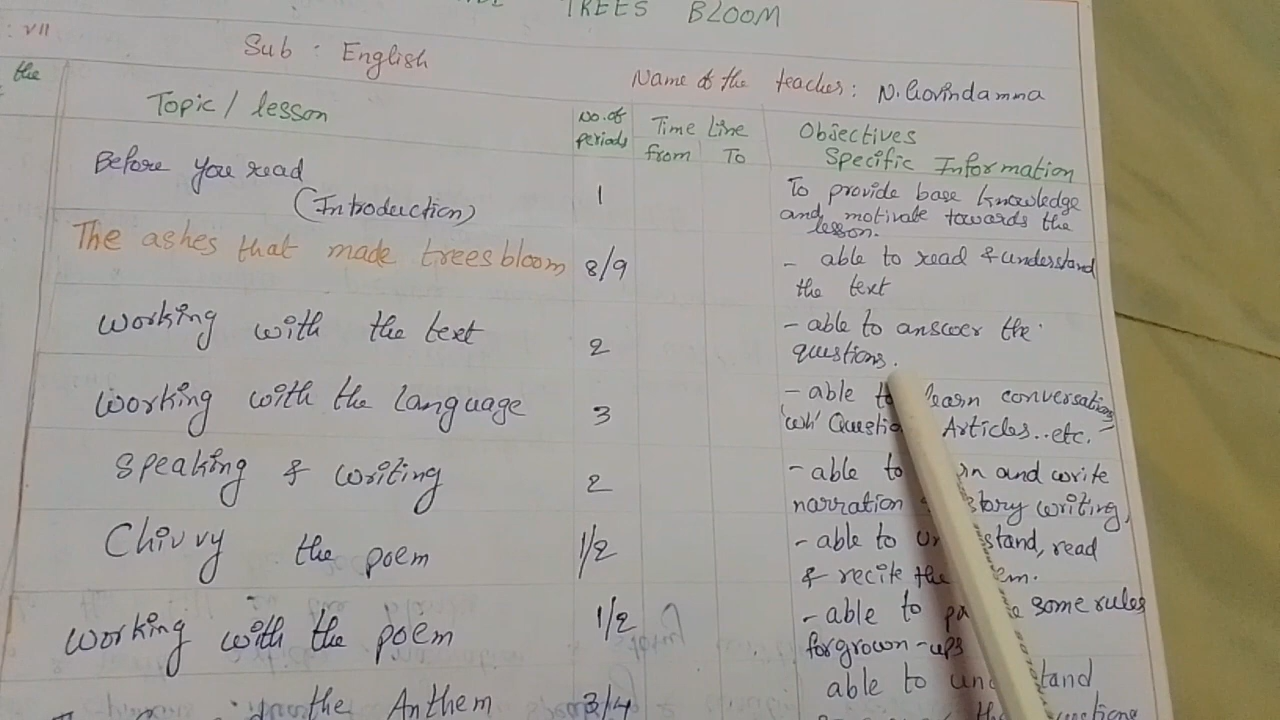 TREES BLOOM
: VII
Sub : English
Name of the teacher: N. Govindamma
the
Topic / lesson
No. of periods
Time Line
From To
Objectives
Specific Information
Before you read
(Introduction)
1
To provide base knowledge
and motivate towards the
lesson.
The ashes that made trees bloom
8/9
- able to read & understand
the text
Working with the text
2
- able to answer the
questions.
Working with the language
3
- able to learn conversation,
'wh' Questio Articles..etc.
Speaking & writing
2
- able to and write
narration story writing,
Chivvy the poem
1/2
- able to stand, read
& recite the
Working with the poem
1/2
- able to some rules
for grown-ups
the Anthem
3/4
able to